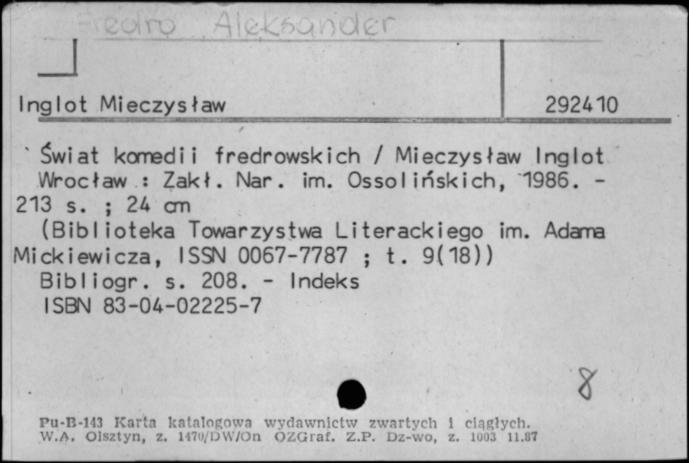 Fredro Aleksander
Inglot Mieczysław 292410
Świat komedii fredrowskich / Mieczysław Inglot
Wrocław : Zakł. Nar. im. Ossolińskich, 1986. -
213 s. ; 24 cm
(Biblioteka Towarzystwa Literackiego im. Adama
Mickiewicza, ISSN 0067-7787 ; t. 9(18))
Bibliogr. s. 208. - Indeks
ISBN 83-04-02225-7
8
Pu-B-143 Karta katalogowa wydawnictw zwartych i ciągłych.
W.A. Olsztyn, z. 1470/DW/On OZGraf. Z.P. Dz-wo, z. 1003 11.87